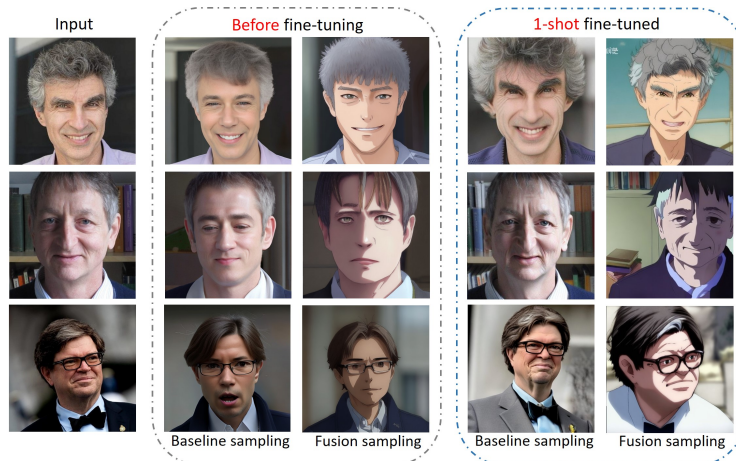 Input
Before fine-tuning
1-shot fine-tuned
Baseline sampling
Fusion sampling
Baseline sampling
Fusion sampling